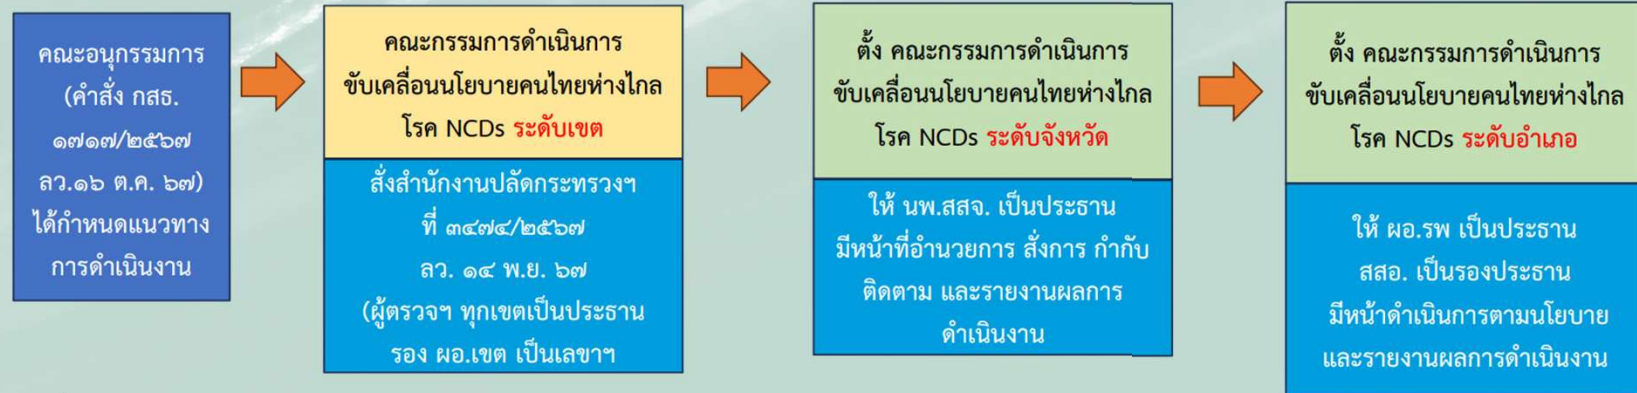 คณะอนุกรรมการ
(คำสั่ง กสธ.
๑๗๑๗/๒๕๖๗
ลว.๑๖ ต.ค. ๖๗)
ได้กำหนดแนวทาง
การดำเนินงาน
คณะกรรมการดำเนินการ
ขับเคลื่อนนโยบายคนไทยห่างไกล
โรค NCDs ระดับเขต
สั่งสำนักงานปลัดกระทรวงฯ
ที่ ๓๔๗๔/๒๕๖๗
ลว. ๑๔ พ.ย. ๖๗
(ผู้ตรวจฯ ทุกเขตเป็นประธาน
รอง ผอ.เขต เป็นเลขาฯ
ตั้ง คณะกรรมการดำเนินการ
ขับเคลื่อนนโยบายคนไทยห่างไกล
โรค NCDs ระดับจังหวัด
ให้ นพ.สสจ. เป็นประธาน
มีหน้าที่อำนวยการ สั่งการ กำกับ
ติดตาม และรายงานผลการ
ดำเนินงาน
ตั้ง คณะกรรมการดำเนินการ
ขับเคลื่อนนโยบายคนไทยห่างไกล
โรค NCDs ระดับอำเภอ
ให้ ผอ.รพ เป็นประธาน
สสอ. เป็นรองประธาน
มีหน้าดำเนินการตามนโยบาย
และรายงานผลการดำเนินงาน